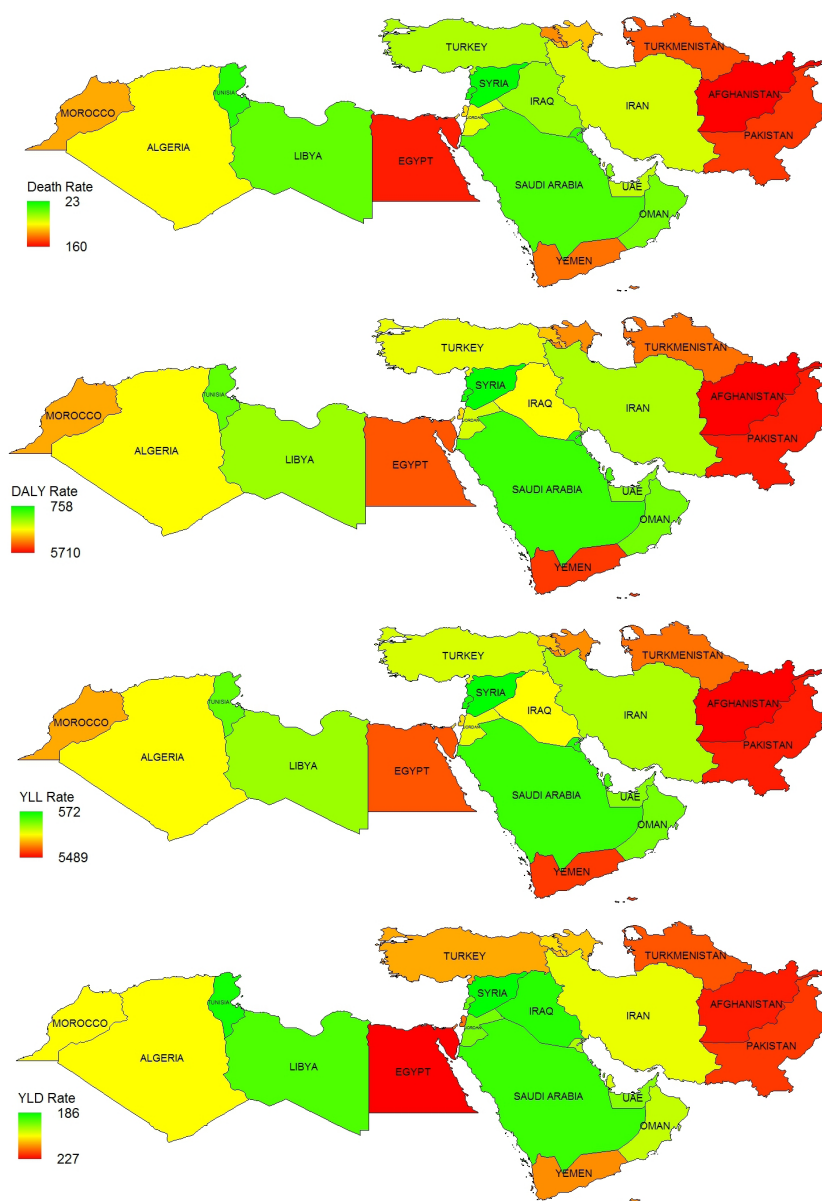 TURKEY
TURKMENISTAN
TUNISIA
SYRIA
AFGHANISTAN
MOROCCO
IRAQ
IRAN
JORDAN
PAKISTAN
ALGERIA
LIBYA
EGYPT
SAUDI ARABIA
UAE
Death Rate
23
160
OMAN
YEMEN
TURKEY
TURKMENISTAN
SYRIA
AFGHANISTAN
TUNISIA
IRAQ
IRAN
MOROCCO
JORDAN
PAKISTAN
ALGERIA
LIBYA
EGYPT
SAUDI ARABIA
UAE
DALY Rate
758
5710
OMAN
YEMEN
TURKEY
TURKMENISTAN
SYRIA
AFGHANISTAN
TUNISIA
IRAQ
IRAN
MOROCCO
JORDAN
PAKISTAN
ALGERIA
LIBYA
EGYPT
SAUDI ARABIA
UAE
YLL Rate
572
5489
OMAN
YEMEN
TURKEY
TURKMENISTAN
SYRIA
AFGHANISTAN
TUNISIA
IRAQ
IRAN
MOROCCO
JORDAN
PAKISTAN
ALGERIA
LIBYA
EGYPT
SAUDI ARABIA
UAE
YLD Rate
186
227
OMAN
YEMEN